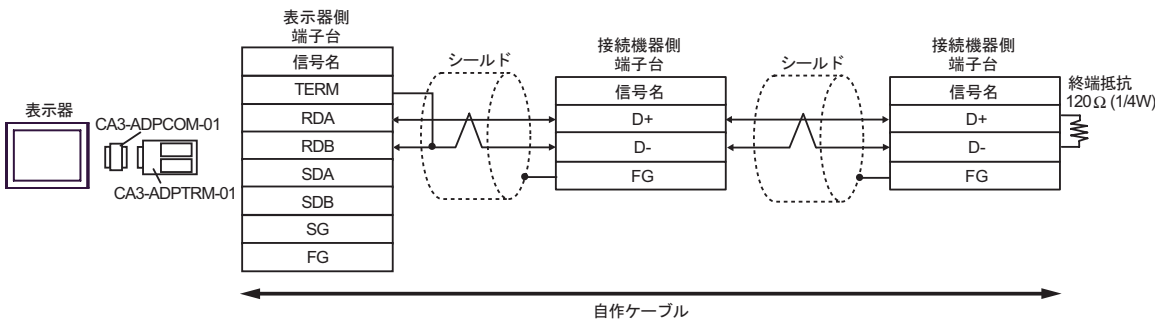 表示器
CA3-ADPCOM-01
CA3-ADPTRM-01
表示器側
端子台
信号名
TERM
RDA
RDB
SDA
SDB
SG
FG
シールド
接続機器側
端子台
信号名
D+
D-
FG
シールド
接続機器側
端子台
信号名
D+
D-
FG
終端抵抗
120Ω (1/4W)
自作ケーブル